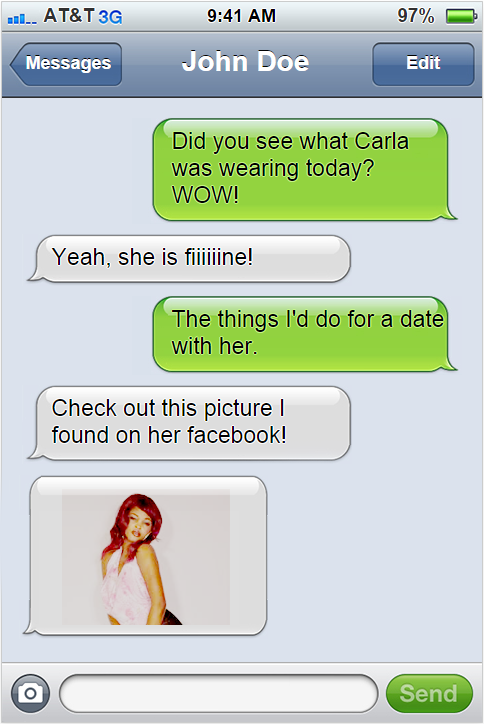 AT&T 3G 9:41 AM 97%
Messages John Doe Edit
Did you see what Carla
was wearing today?
WOW!
Yeah, she is fiiiiiine!
The things I'd do for a date
with her.
Check out this picture I
found on her facebook!
Send